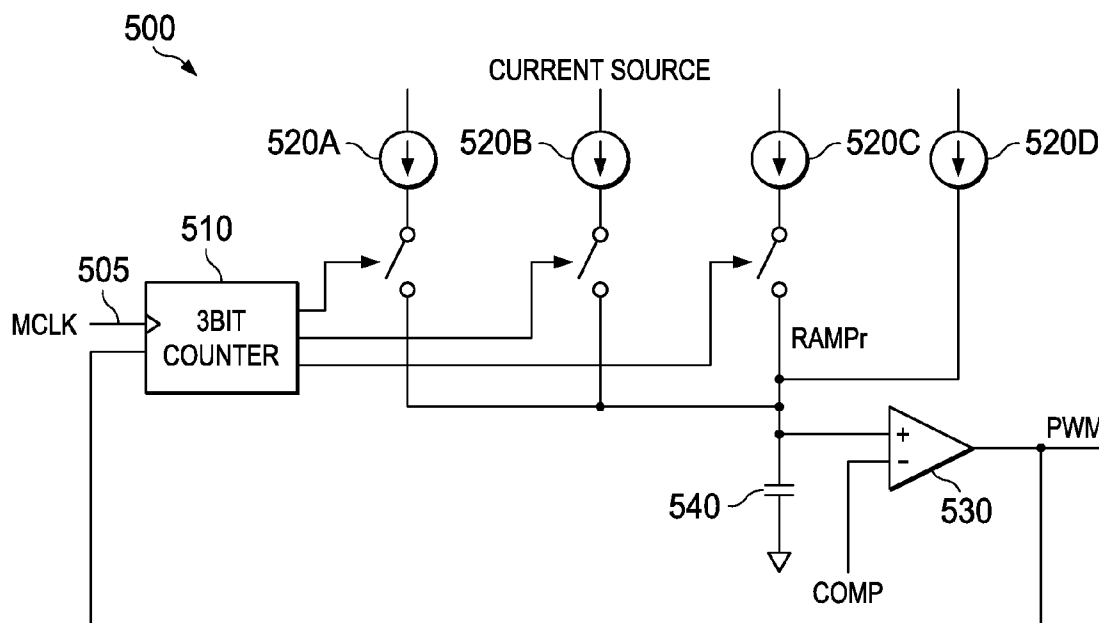 500
CURRENT SOURCE
520A
520B
520C
520D
510
505
MCLK
3BIT
COUNTER
RAMPr
+
-
PWM
540
530
COMP